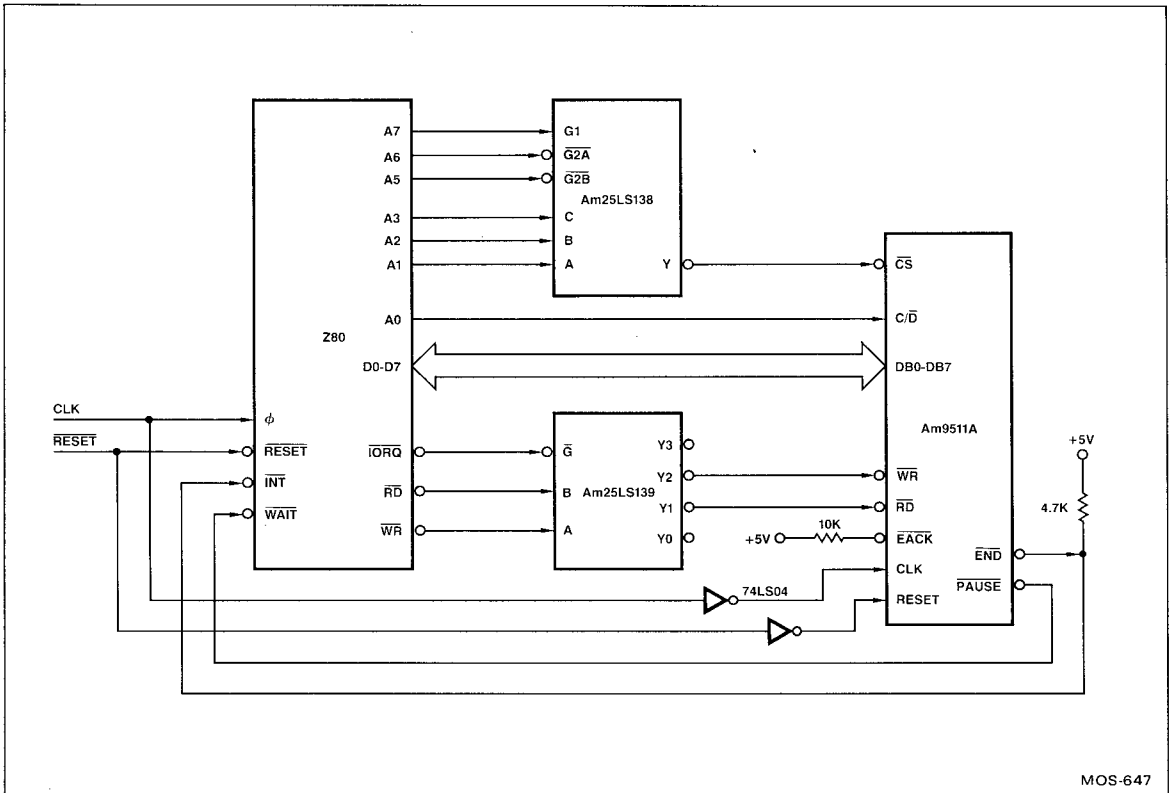 A7
A6
A5
A3
A2
A1
A0
Z80
D0-D7
CLK
RESET
ϕ
RESET
INT
WAIT
IORQ
RD
WR
G1
G2A
G2B
Am25LS138
C
B
A
Y
G
B
Am25LS139
A
Y3
Y2
Y1
Y0
CS
C/D
DB0-DB7
Am9511A
WR
RD
+5V
10K
EACK
CLK
RESET
END
PAUSE
+5V
4.7K
74LS04
MOS-647